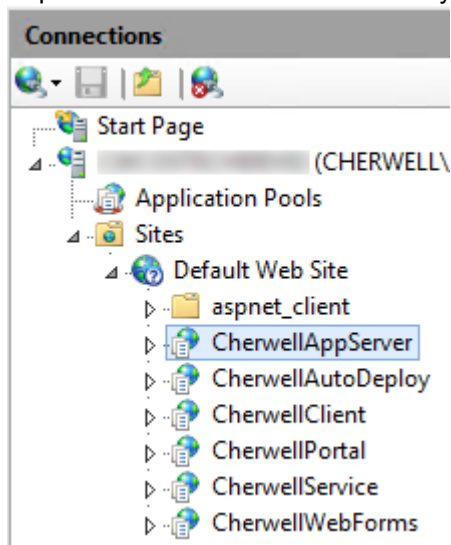 Connections
Start Page
(CHERWELL\
Application Pools
Sites
Default Web Site
aspnet_client
CherwellAppServer
CherwellAutoDeploy
CherwellClient
CherwellPortal
CherwellService
CherwellWebForms